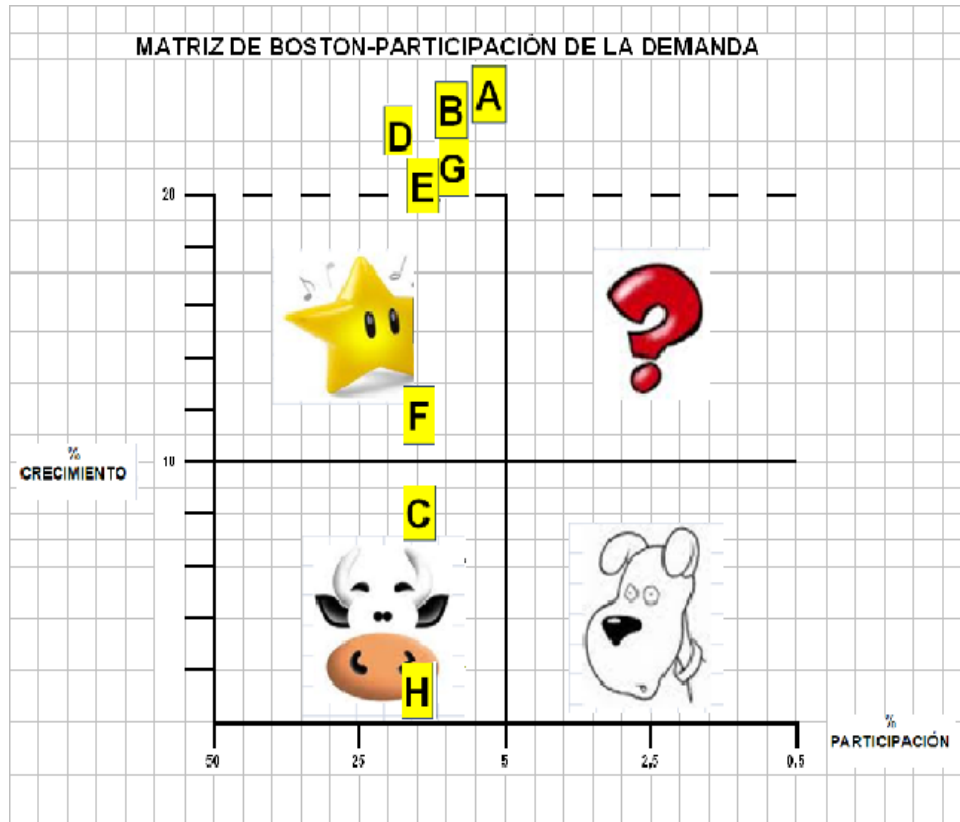 MATRIZ DE BOSTON-PARTICIPACIÓN DE LA DEMANDA
A
B
D
G
E
20
F
%
CRECIMIENTO
10
C
H
%
PARTICIPACIÓN
50
25
5
2,5
0.5